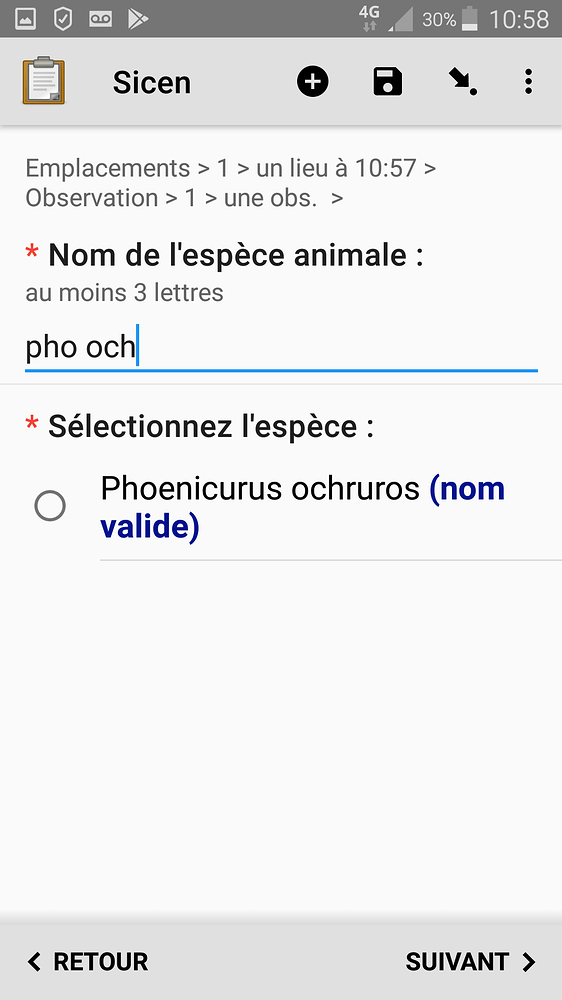 4G 30% 10:58
Sicen
Emplacements > 1 > un lieu à 10:57 >
Observation > 1 > une obs. >
* Nom de l'espèce animale :
au moins 3 lettres
pho och
* Sélectionnez l'espèce :
Phoenicurus ochruros (nom
valide)
RETOUR SUIVANT